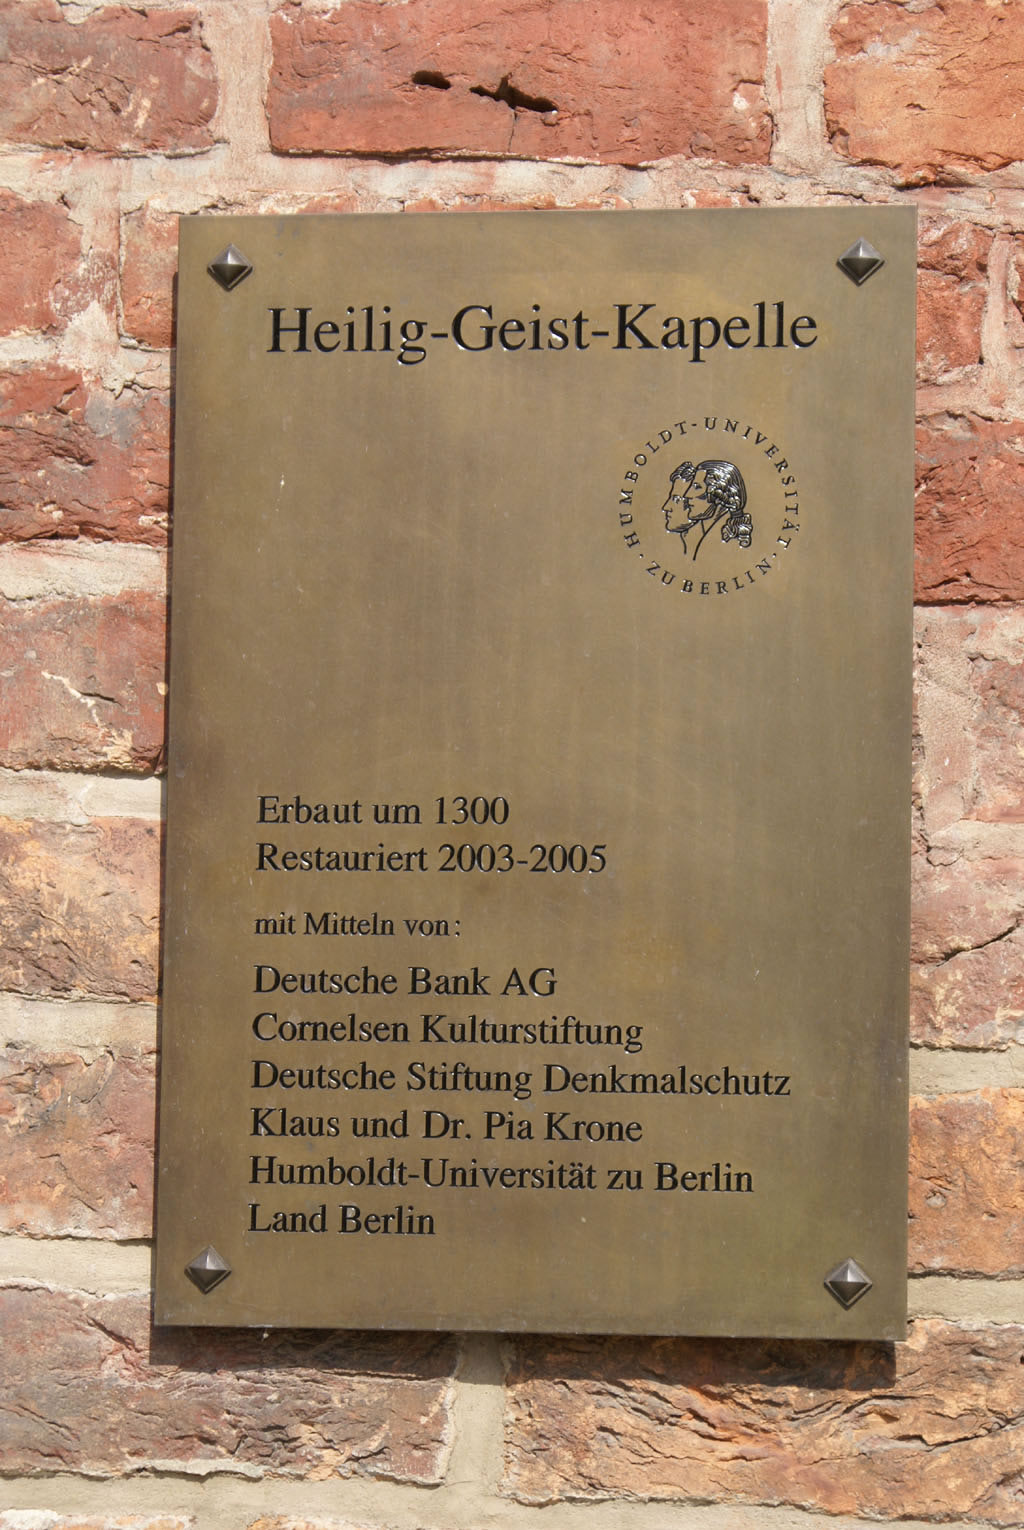 Heilig-Geist-Kapelle
HUMBOLDT-UNIVERSITÄT
· ZU BERLIN ·
Erbaut um 1300
Restauriert 2003-2005
mit Mitteln von:
Deutsche Bank AG
Cornelsen Kulturstiftung
Deutsche Stiftung Denkmalschutz
Klaus und Dr. Pia Krone
Humboldt-Universität zu Berlin
Land Berlin